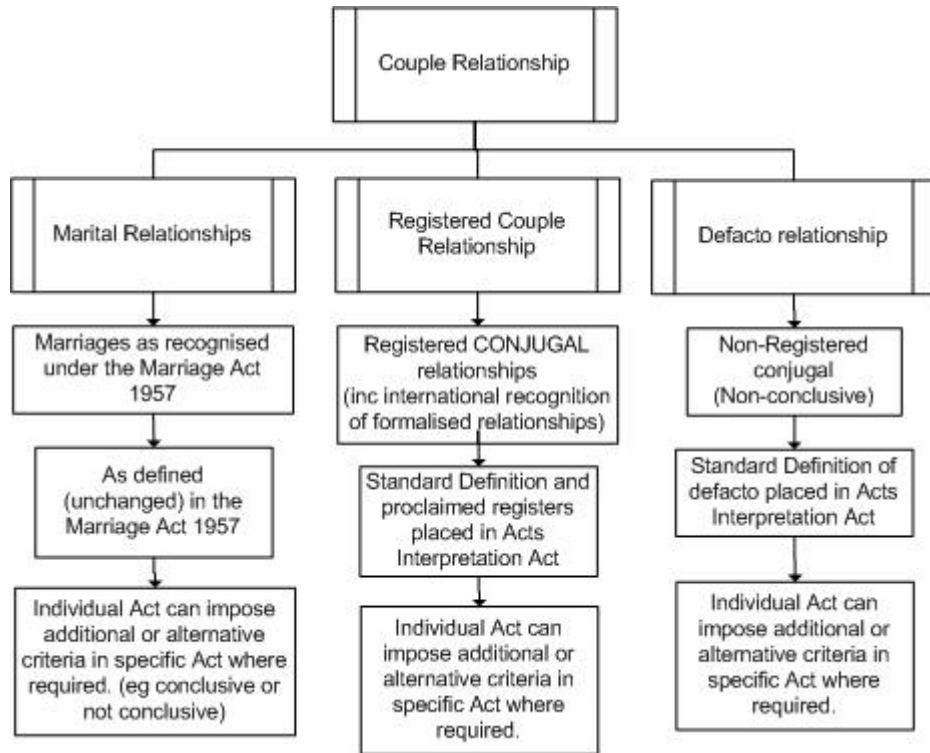 Couple Relationship
Marital Relationships
Registered Couple
Relationship
Defacto relationship
Marriages as recognised
under the Marriage Act
1957
Registered CONJUGAL
relationships
(inc international recognition
of formalised relationships)
Non-Registered
conjugal
(Non-conclusive)
As defined
(unchanged) in the
Marriage Act 1957
Standard Definition and
proclaimed registers
placed in Acts
Interpretation Act
Standard Definition of
defacto placed in Acts
Interpretation Act
Individual Act can impose
additional or alternative
criteria in specific Act where
required. (eg conclusive or
not conclusive)
Individual Act can
impose additional or
alternative criteria in
specific Act where
required.
Individual Act can
impose additional or
alternative criteria in
specific Act where
required.